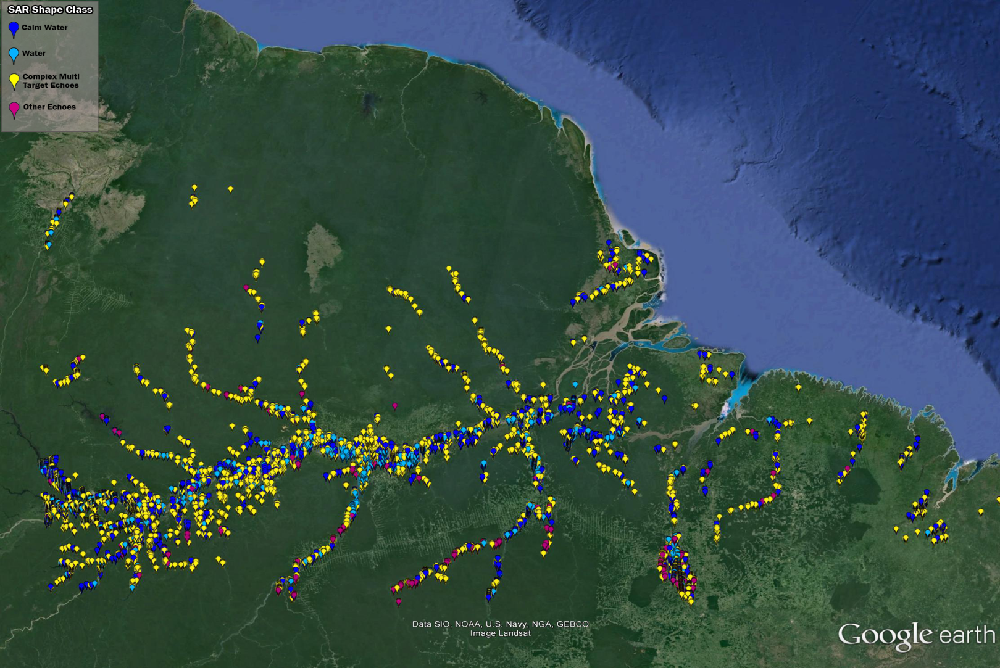 SAR Shape Class
Calm Water
Water
Complex Multi
Target Echoes
Other Echoes
Data SIO, NOAA, U.S. Navy, NGA, GEBCO
Image Landsat
Google earth